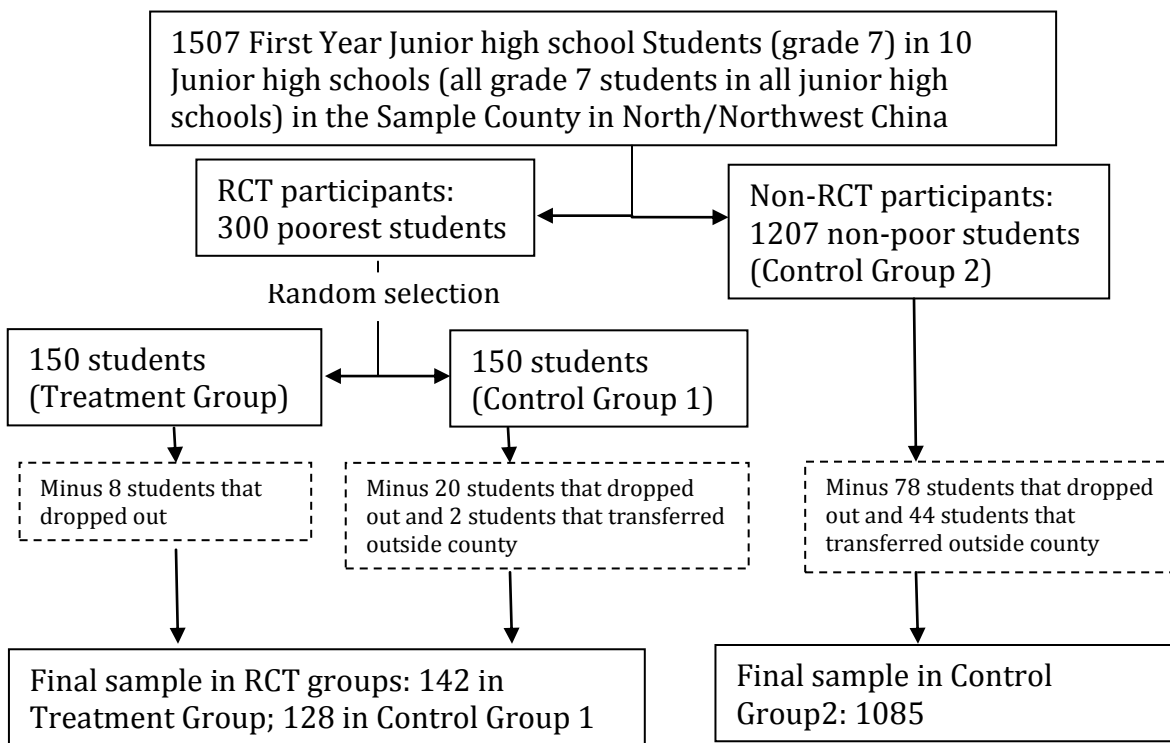 1507 First Year Junior high school Students (grade 7) in 10
Junior high schools (all grade 7 students in all junior high
schools) in the Sample County in North/Northwest China
RCT participants:
300 poorest students
Non-RCT participants:
1207 non-poor students
(Control Group 2)
Random selection
150 students
(Treatment Group)
150 students
(Control Group 1)
Minus 8 students that
dropped out
Minus 20 students that dropped
out and 2 students that transferred
outside county
Minus 78 students that dropped
out and 44 students that
transferred outside county
Final sample in RCT groups: 142 in
Treatment Group; 128 in Control Group 1
Final sample in Control
Group2: 1085